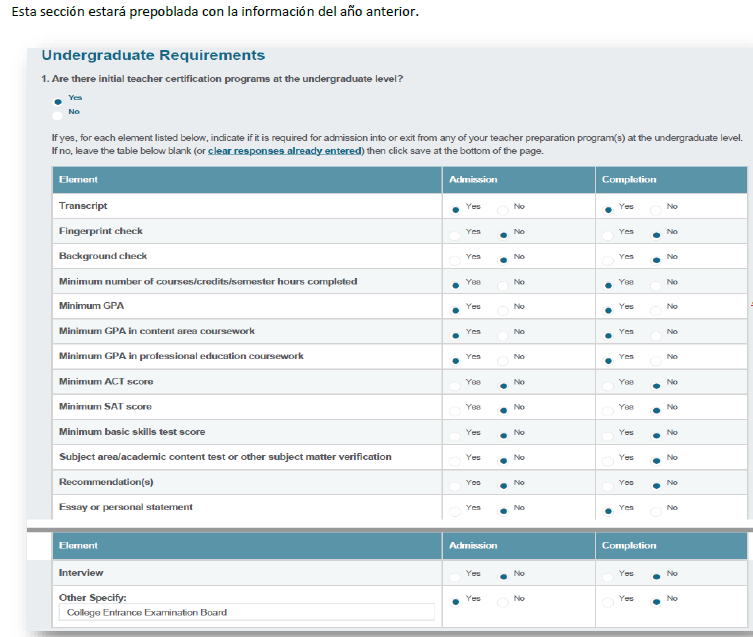 Esta sección estará prepoblada con la información del año anterior.
Undergraduate Requirements
1. Are there initial teacher certification programs at the undergraduate level?
Yes
No
If yes, for each element listed below, indicate if it is required for admission into or exit from any of your teacher preparation program(s) at the undergraduate level.
If no, leave the table below blank (or clear responses already entered) then click save at the bottom of the page.
Element Admission Completion
Transcript Yes No Yes No
Fingerprint check Yes No Yes No
Background check Yes No Yes No
Minimum number of courses/credits/semester hours completed Yes No Yes No
Minimum GPA Yes No Yes No
Minimum GPA in content area coursework Yes No Yes No
Minimum GPA in professional education coursework Yes No Yes No
Minimum ACT score Yes No Yes No
Minimum SAT score Yes No Yes No
Minimum basic skills test score Yes No Yes No
Subject area/academic content test or other subject matter verification Yes No Yes No
Recommendation(s) Yes No Yes No
Essay or personal statement Yes No Yes No
Element Admission Completion
Interview Yes No Yes No
Other Specify: Yes No Yes No
College Entrance Examination Board